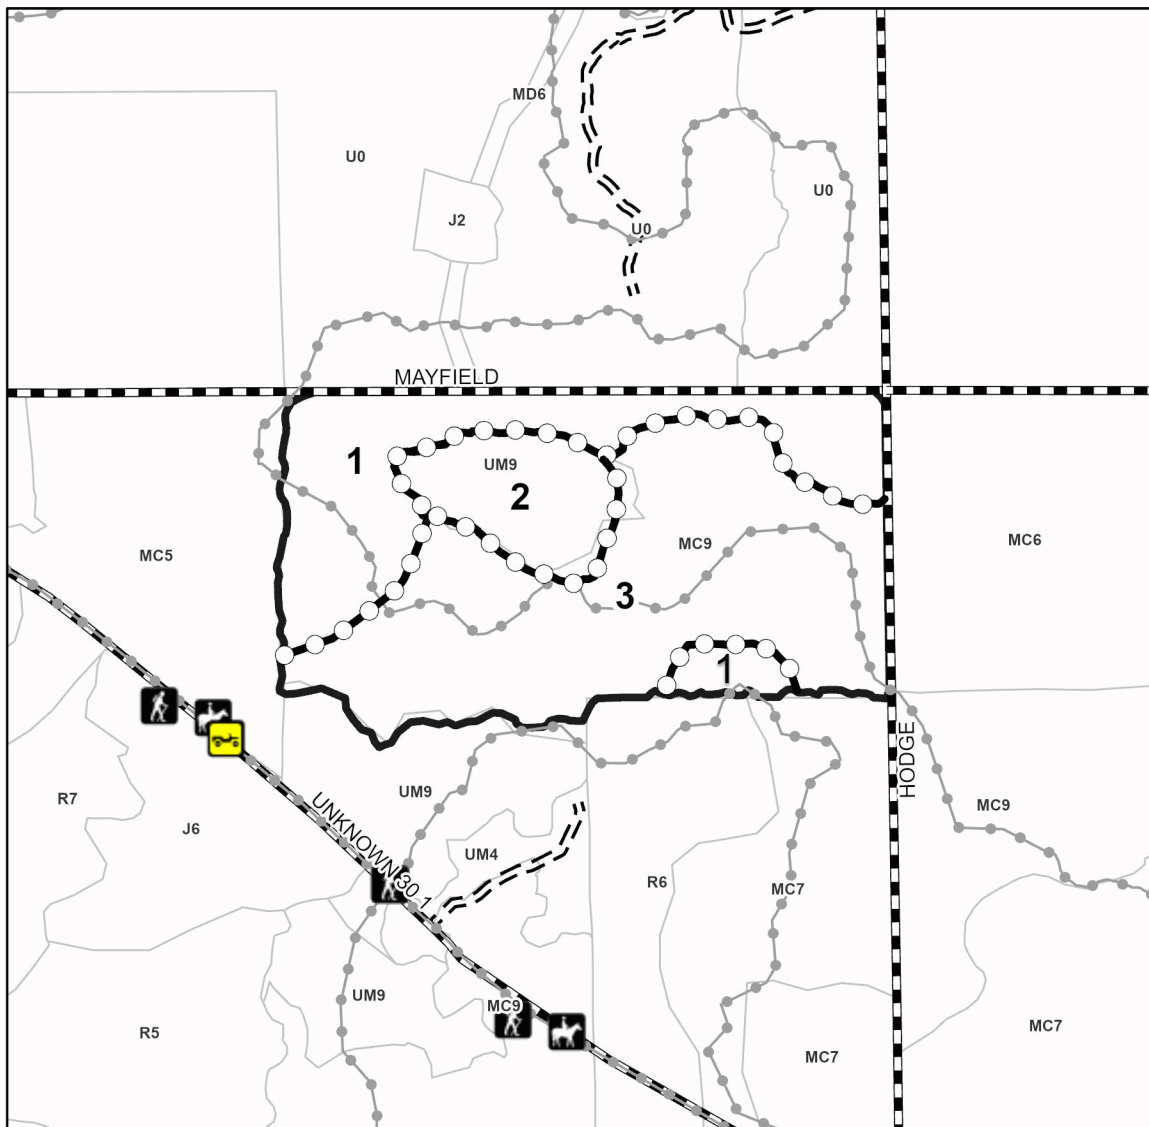 MD6
U0
U0
J2
U0
MAYFIELD
1
UM9
2
MC5
MC9
MC6
3
1
HODGE
R7
UM9
MC9
J6
UNKNOWN 30 1
UM4
R6
MC7
UM9
MC9
R5
MC7
MC7